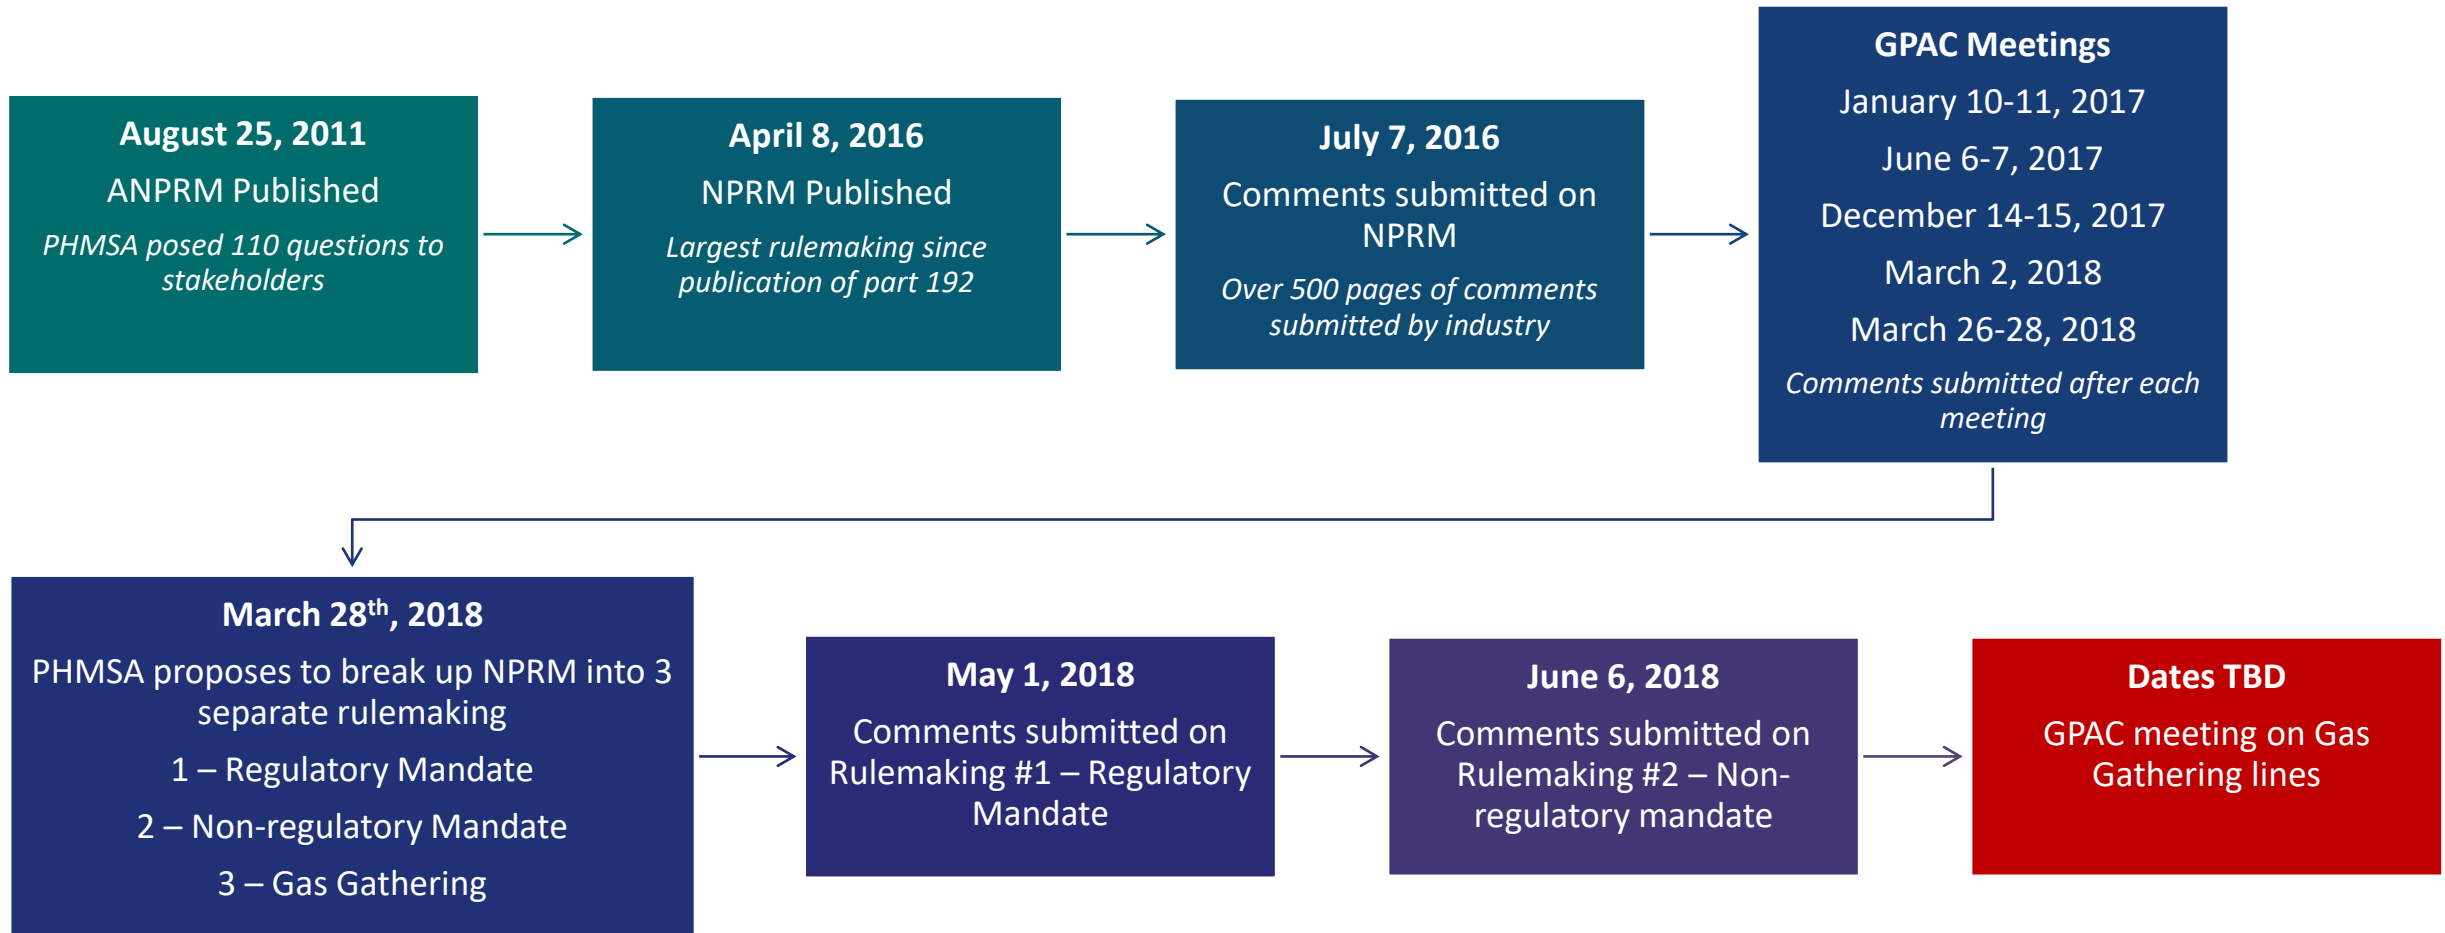 August 25, 2011
ANPRM Published
PHMSA posed 110 questions to
stakeholders
April 8, 2016
NPRM Published
Largest rulemaking since
publication of part 192
July 7, 2016
Comments submitted on
NPRM
Over 500 pages of comments
submitted by industry
GPAC Meetings
January 10-11, 2017
June 6-7, 2017
December 14-15, 2017
March 2, 2018
March 26-28, 2018
Comments submitted after each
meeting
March 28th, 2018
PHMSA proposes to break up NPRM into 3
separate rulemaking
1 – Regulatory Mandate
2 – Non-regulatory Mandate
3 – Gas Gathering
May 1, 2018
Comments submitted on
Rulemaking #1 – Regulatory
Mandate
June 6, 2018
Comments submitted on
Rulemaking #2 – Non-
regulatory mandate
Dates TBD
GPAC meeting on Gas
Gathering lines